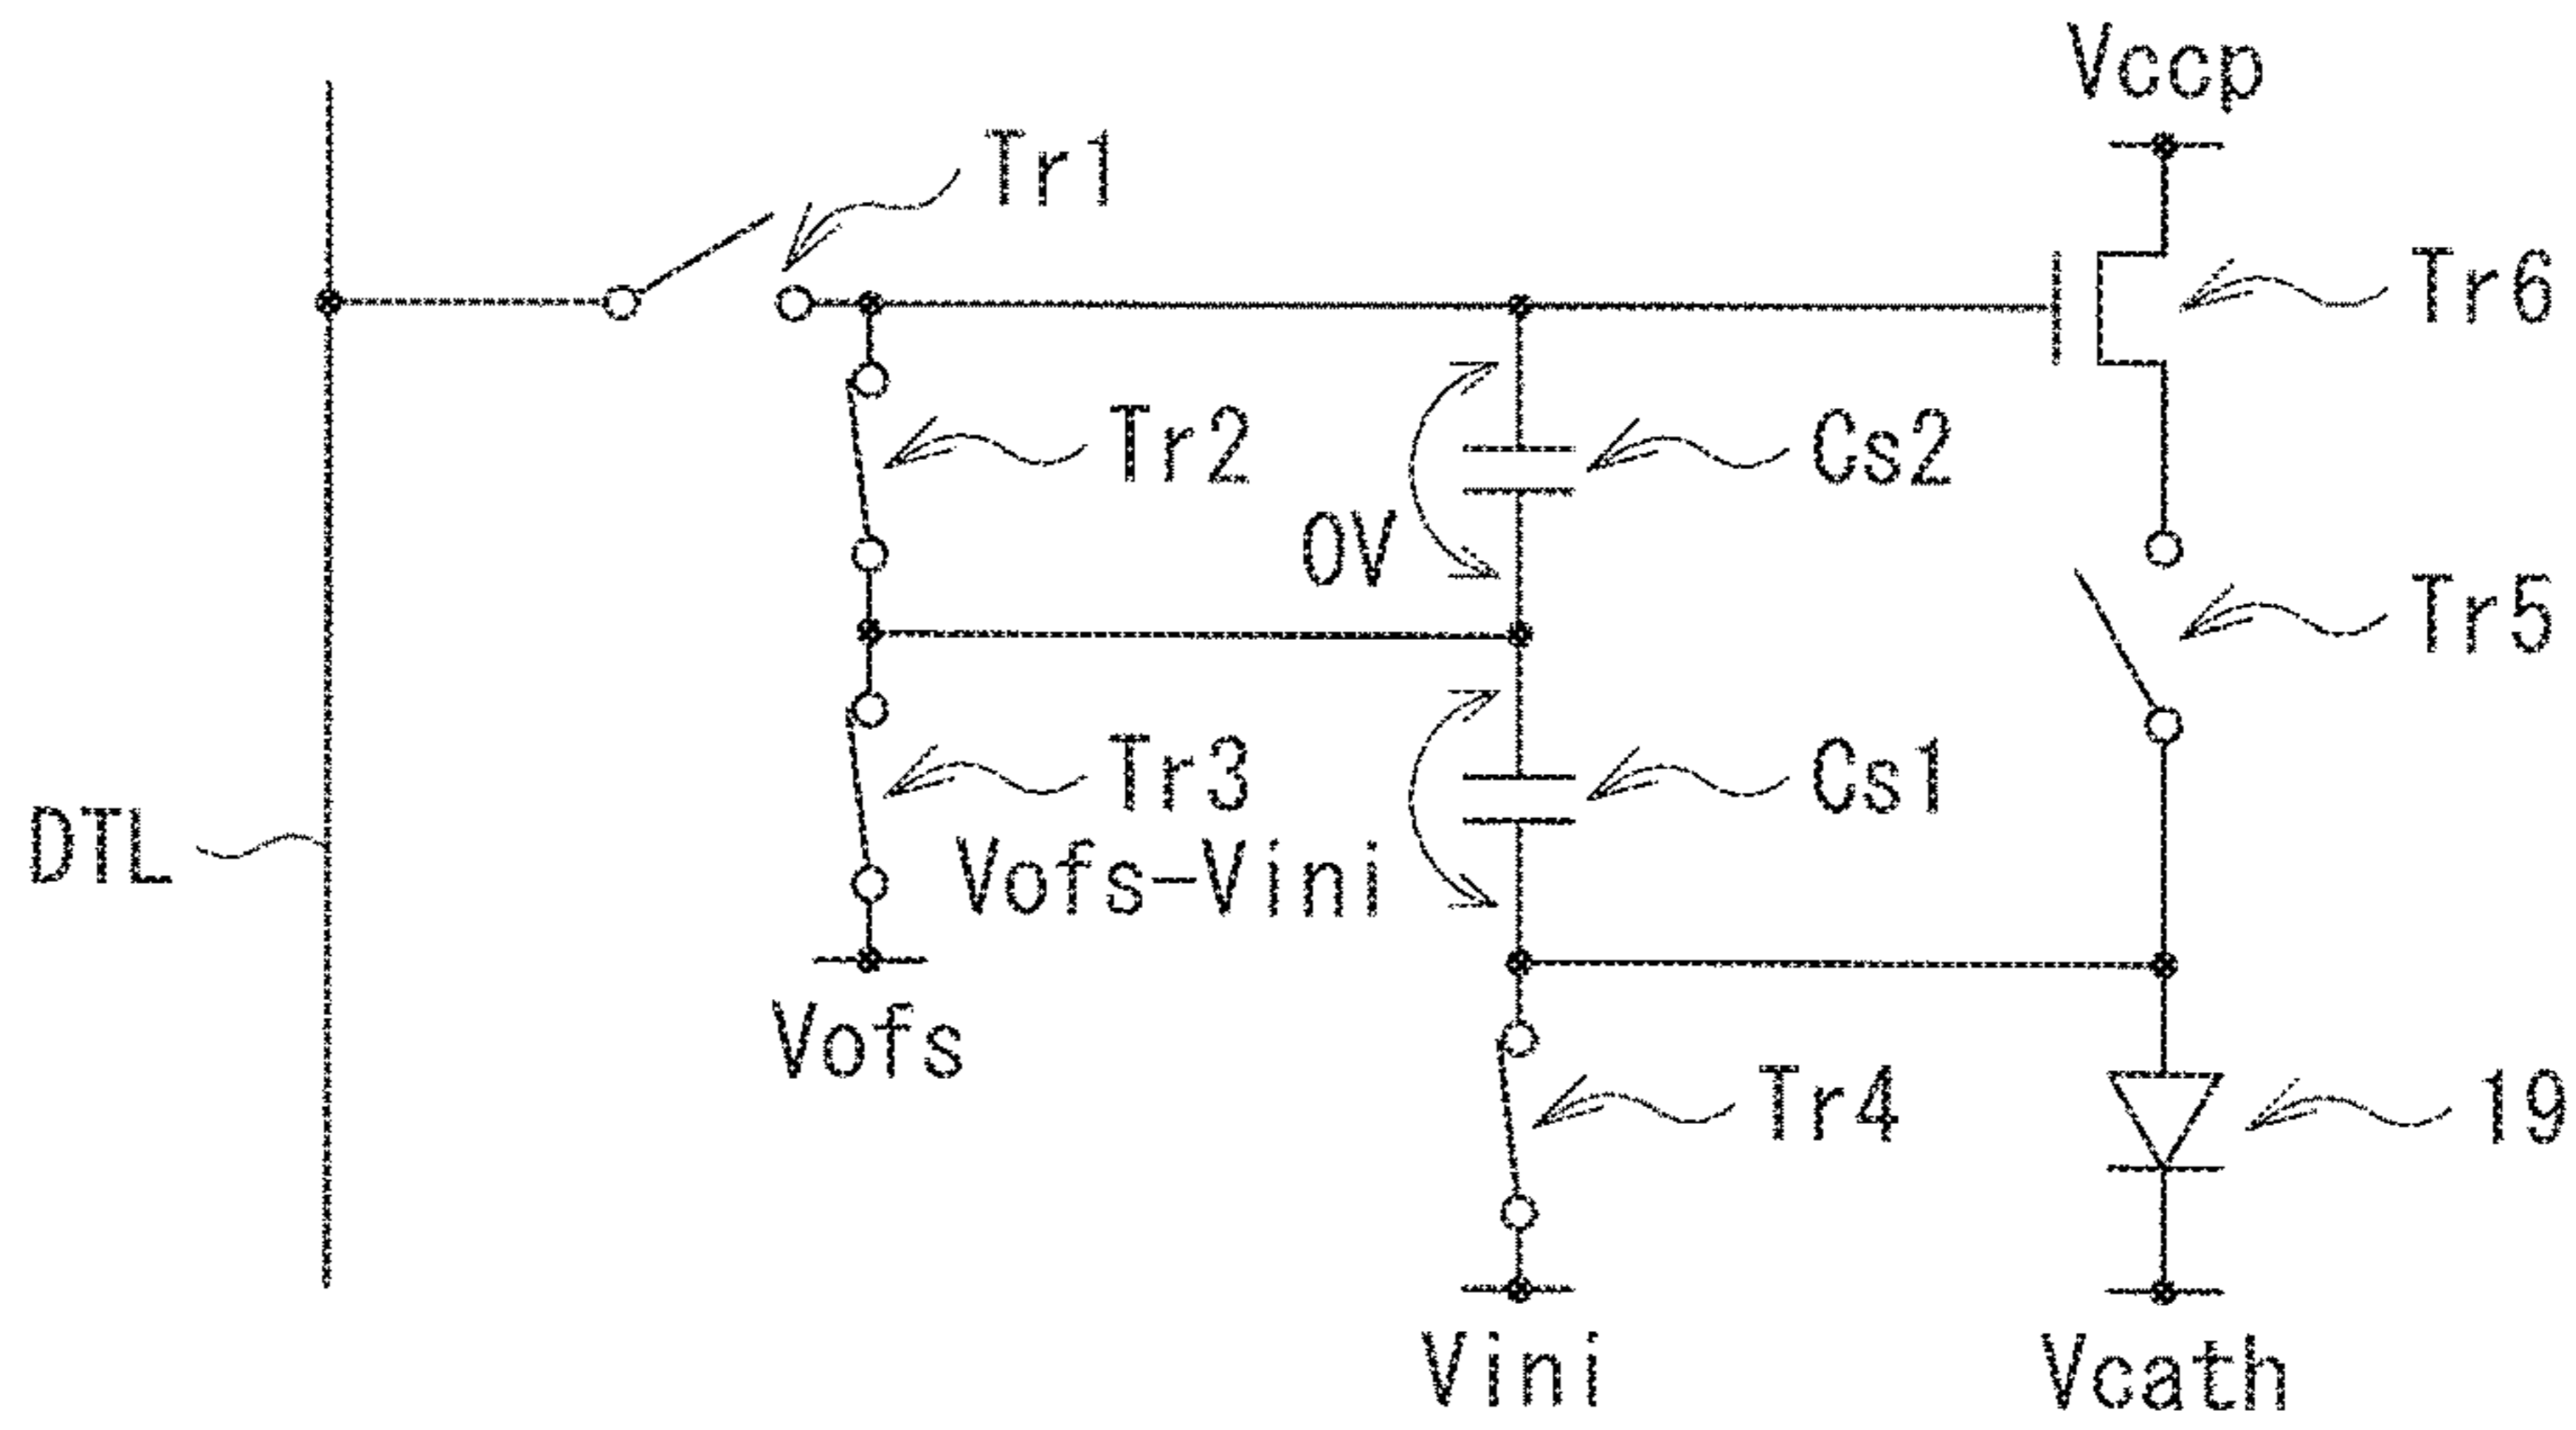 Vccp
Tr1
Tr6
Tr2
Cs2
0V
Tr5
Tr3
Cs1
DTL
Vofs-Vini
Vofs
Tr4
19
Vini
Vcath